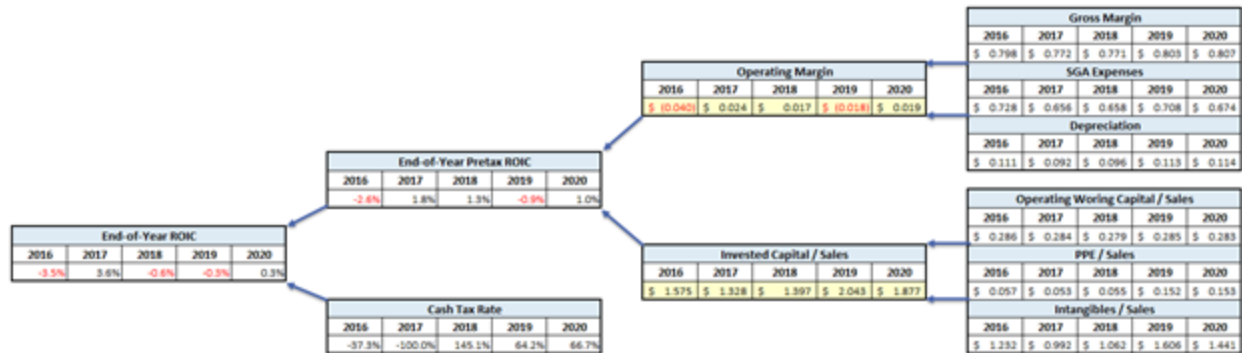 Gross Margin
2016 2017 2018 2019 2020
$ 0.798 $ 0.772 $ 0.771 $ 0.803 $ 0.807
SGA Expenses
2016 2017 2018 2019 2020
$ 0.728 $ 0.656 $ 0.658 $ 0.708 $ 0.674
Depreciation
2016 2017 2018 2019 2020
$ 0.111 $ 0.092 $ 0.096 $ 0.113 $ 0.114
Operating Margin
2016 2017 2018 2019 2020
$ (0.040) $ 0.024 $ 0.017 $ (0.018) $ 0.019
End-of-Year Pretax ROIC
2016 2017 2018 2019 2020
-2.6% 1.8% 1.3% -0.9% 1.0%
Operating Woring Capital / Sales
2016 2017 2018 2019 2020
$ 0.286 $ 0.284 $ 0.279 $ 0.285 $ 0.283
PPE / Sales
2016 2017 2018 2019 2020
$ 0.057 $ 0.053 $ 0.055 $ 0.152 $ 0.153
Intangibles / Sales
2016 2017 2018 2019 2020
$ 1.232 $ 0.992 $ 1.062 $ 1.606 $ 1.441
Invested Capital / Sales
2016 2017 2018 2019 2020
$ 1.575 $ 1.328 $ 1.397 $ 2.043 $ 1.877
End-of-Year ROIC
2016 2017 2018 2019 2020
-3.5% 3.6% -0.6% -0.3% 0.3%
Cash Tax Rate
2016 2017 2018 2019 2020
-37.3% -100.0% 145.1% 64.2% 66.7%